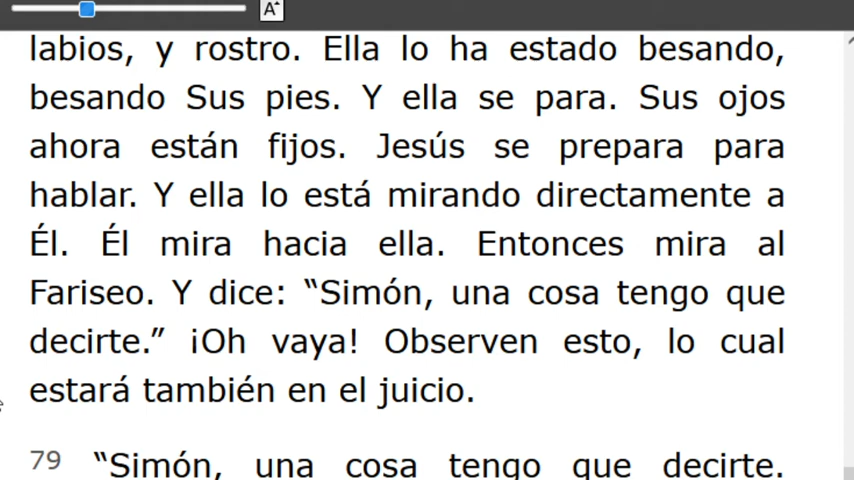 A
labios, y rostro. Ella lo ha estado besando,
besando Sus pies. Y ella se para. Sus ojos
ahora están fijos. Jesús se prepara para
hablar. Y ella lo está mirando directamente a
Él. Él mira hacia ella. Entonces mira al
Fariseo. Y dice: “Simón, una cosa tengo que
decirte.” ¡Oh vaya! Observen esto, lo cual
estará también en el juicio.
79 “Simón, una cosa tengo que decirte.